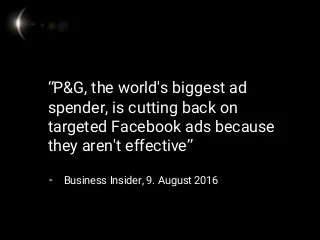 “P&G, the world's biggest ad
spender, is cutting back on
targeted Facebook ads because
they aren't effective”
- Business Insider, 9. August 2016